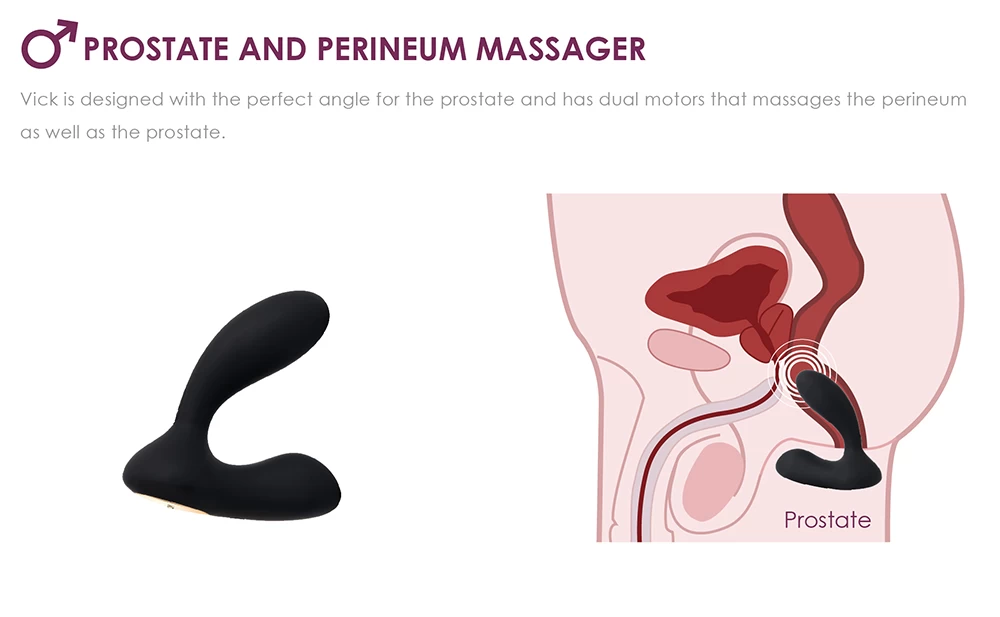 PROSTATE AND PERINEUM MASSAGER
Vick is designed with the perfect angle for the prostate and has dual motors that massages the perineum
as well as the prostate.
Prostate